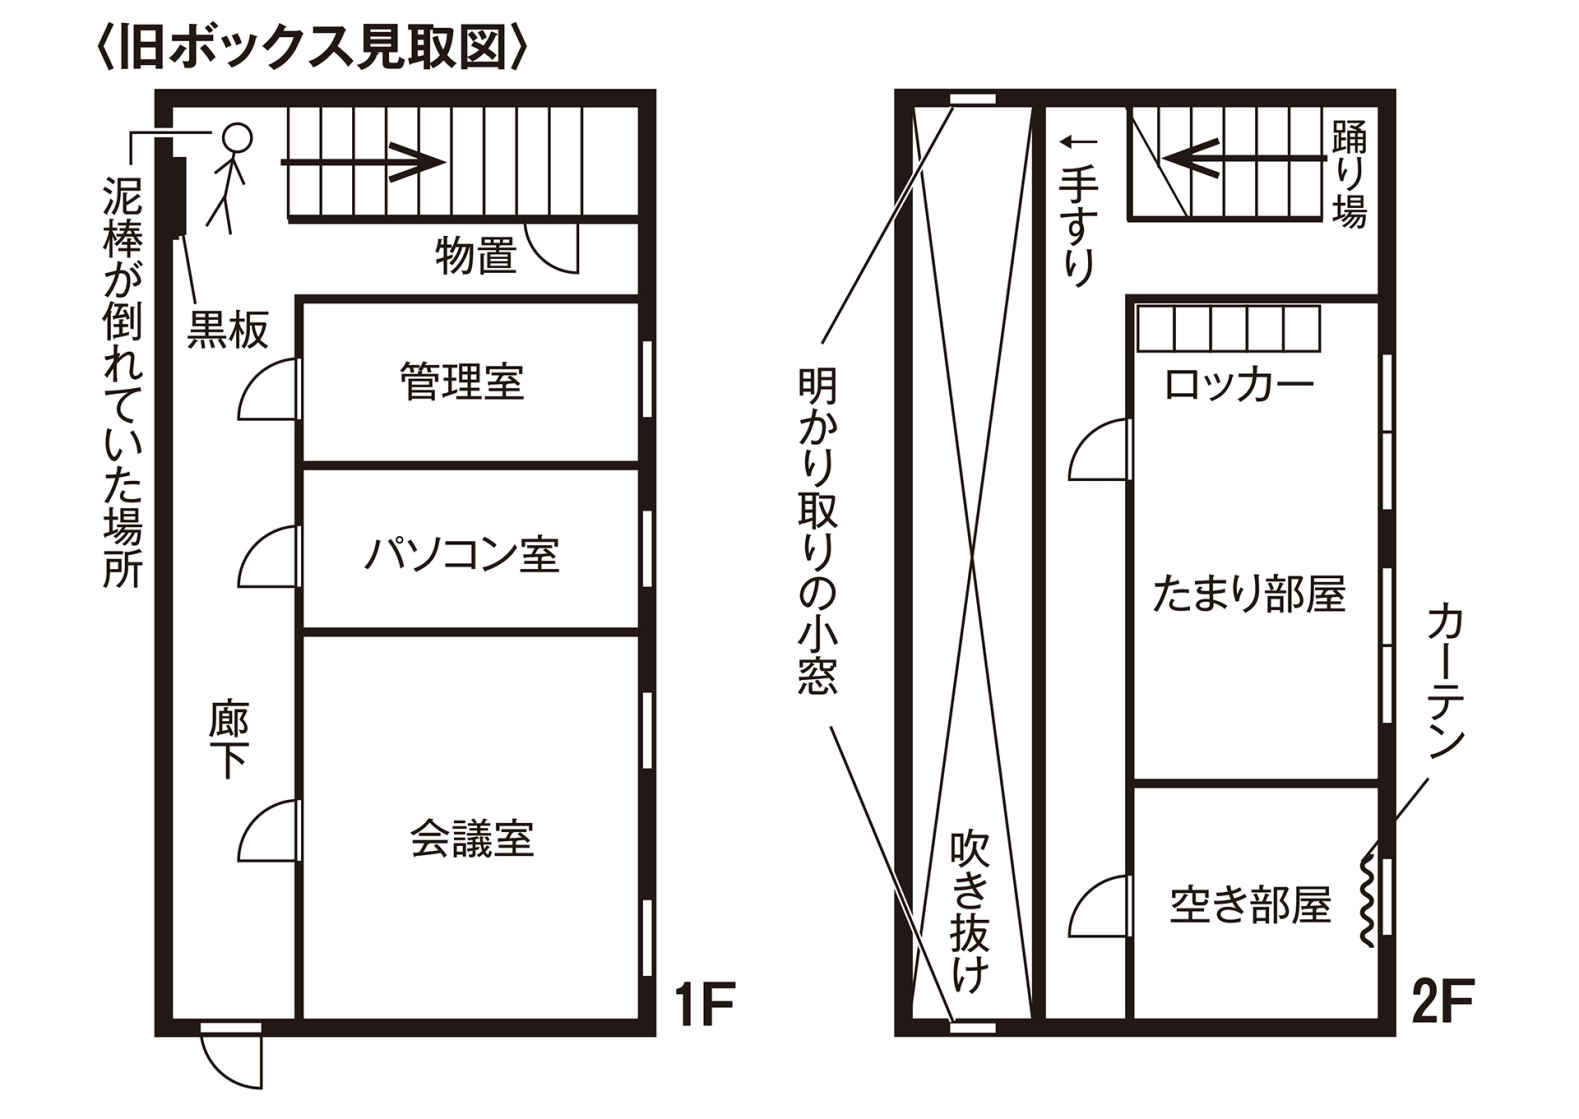 〈旧ボックス見取図〉
泥棒が倒れていた場所
黒板
物置
管理室
パソコン室
会議室
廊下
1F
明かり取りの小窓
吹き抜け
←手すり
踊り場
ロッカー
たまり部屋
空き部屋
カーテン
2F